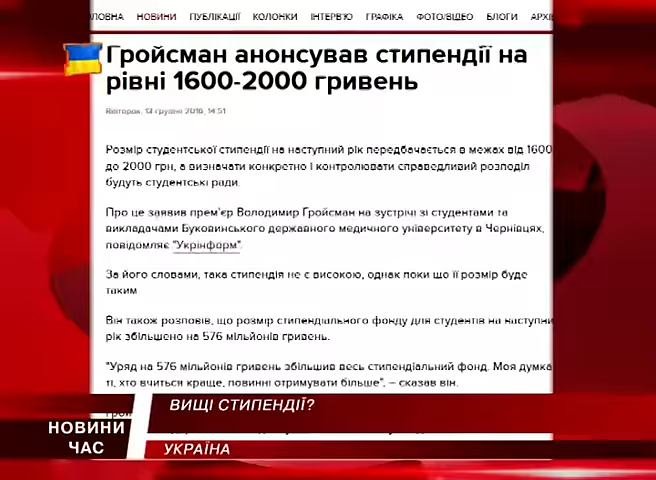 НОВИНИ ПУБЛІКАЦІЇ КОЛОНКИ ІНТЕРВ'Ю ГРАФІКА ФОТО/ВІДЕО БЛОГИ
Гройсман анонсував стипендії на
рівні 1600-2000 гривень
Вівторок, 13 грудня 2016, 14:51
Розмір студентської стипендії на наступний рік передбачається в межах від 1600
до 2000 грн, а визначати конкретно і контролювати справедливий розподіл
будуть студентські ради.
Про це заявив прем'єр Володимир Гройсман на зустрічі зі студентами та
викладачами Буковинського державного медичного університету в Чернівцях,
повідомляє "Укрінформ".
За його словами, така стипендія не є високою, однак поки що її розмір буде
таким
Він також розповів, що розмір стипендіального фонду для студентів на наступни
рік збільшено на 576 мільйонів гривень.
"Уряд на 576 мільйонів гривень збільшив весь стипендіальний фонд. Моя думка
ті, хто вчиться краще, повинні отримувати більше", – сказав він.
ВИЩІ СТИПЕНДІЇ?
НОВИНИ
ЧАС
УКРАЇНА